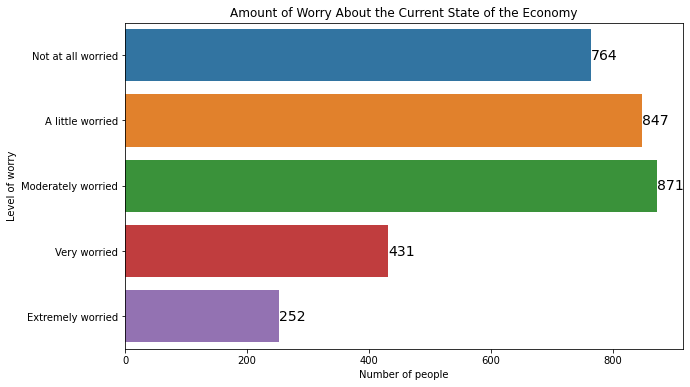 Amount of Worry About the Current State of the Economy
Level of worry
Not at all worried
764
A little worried
847
Moderately worried
871
Very worried
431
Extremely worried
252
0 200 400 600 800
Number of people